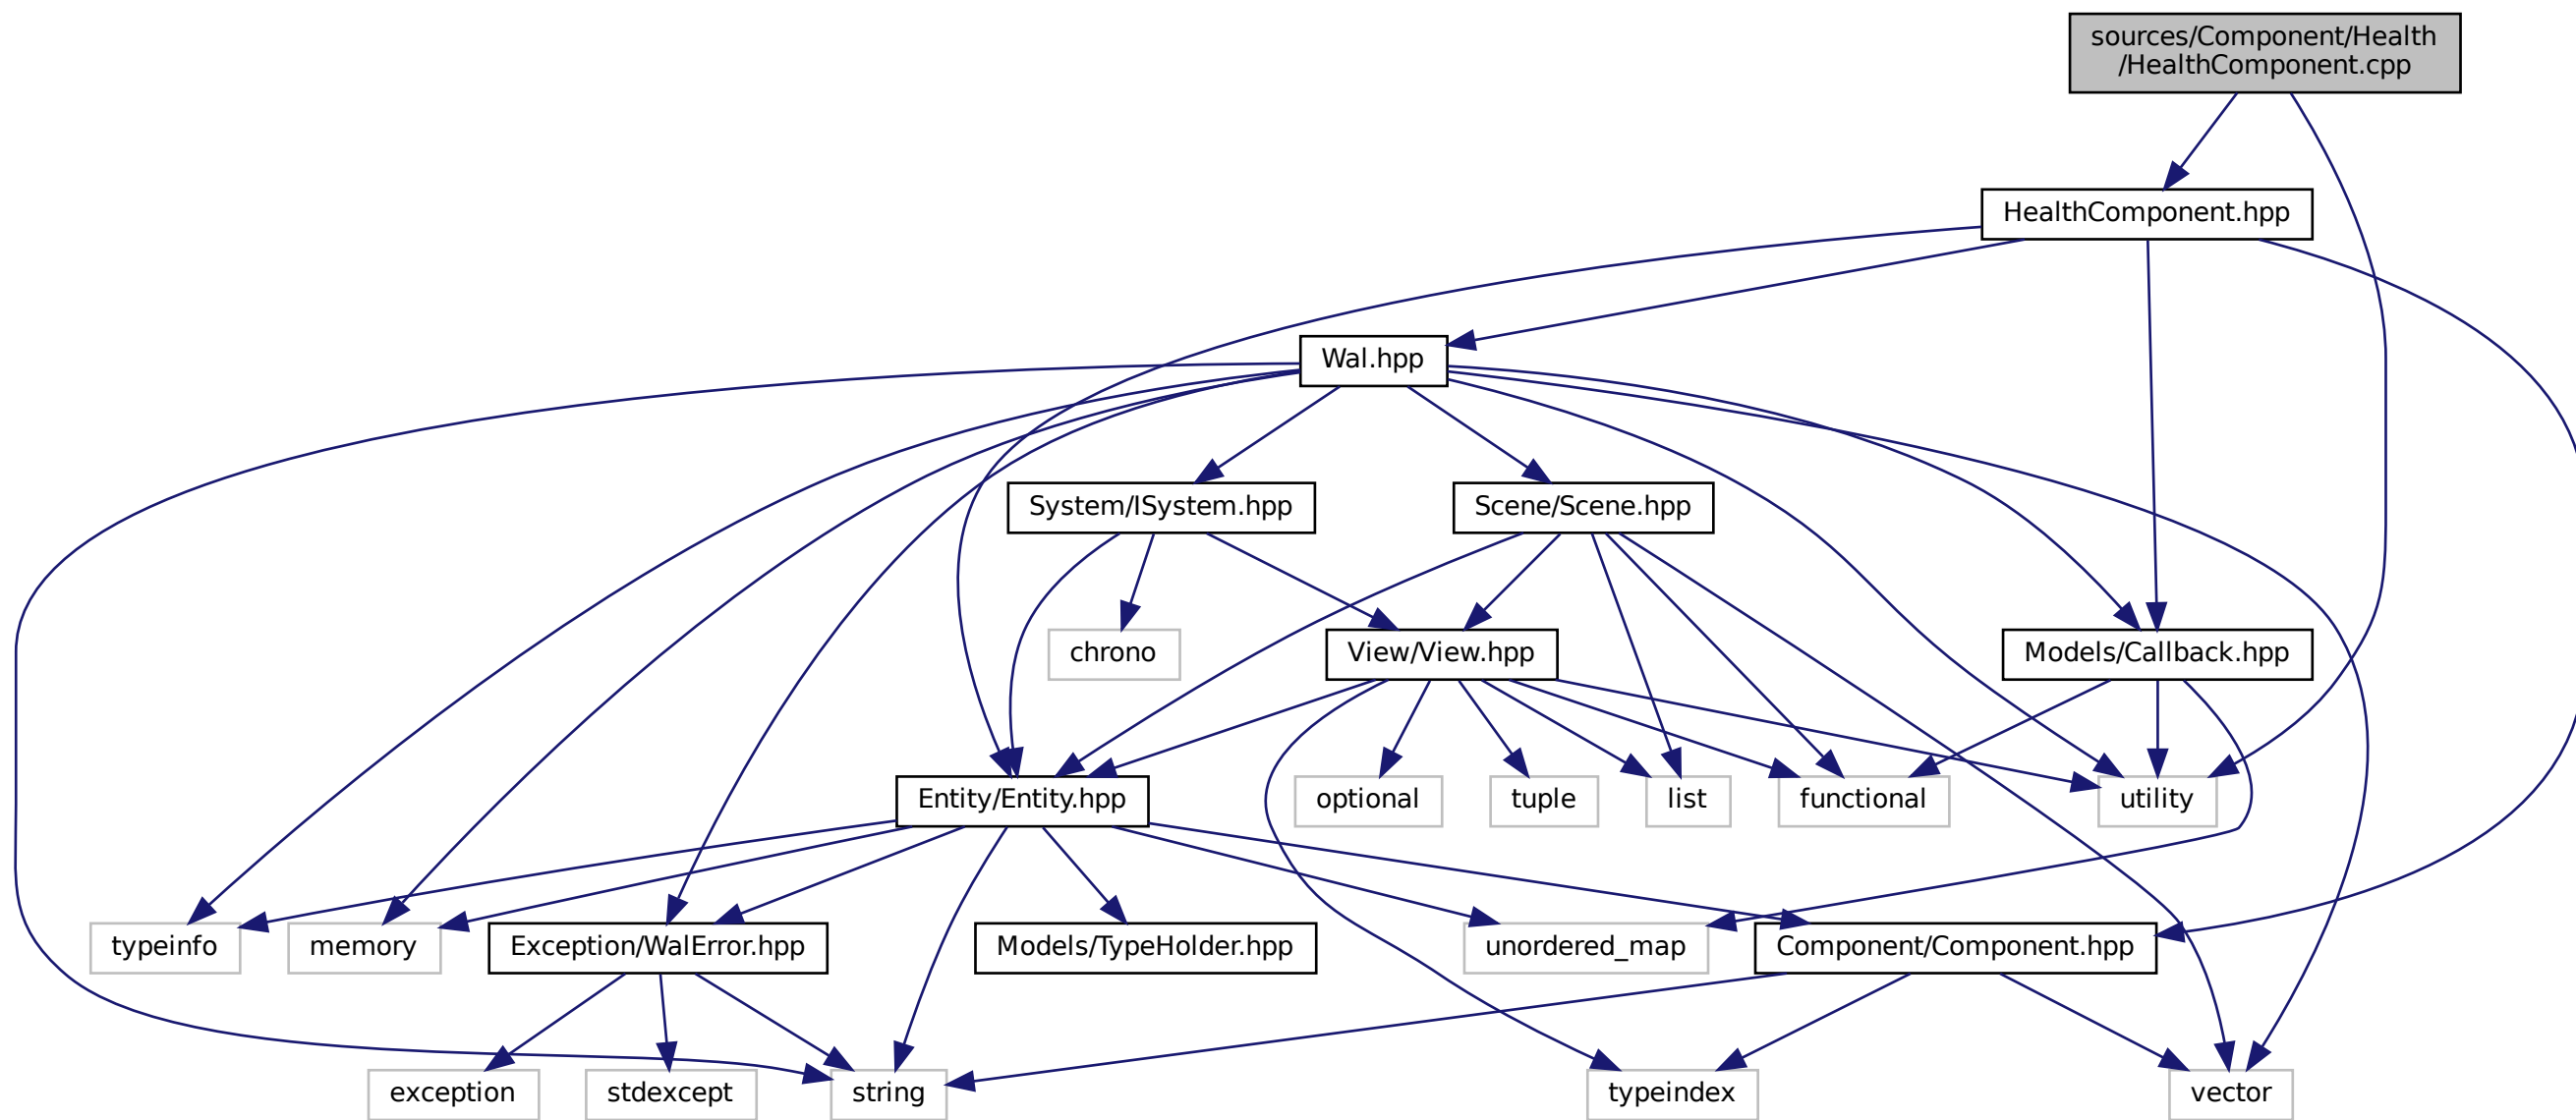 sources/Component/Health
/HealthComponent.cpp
HealthComponent.hpp
Wal.hpp
System/ISystem.hpp
Scene/Scene.hpp
chrono
View/View.hpp
Models/Callback.hpp
Entity/Entity.hpp
optional
tuple
list
functional
utility
typeinfo
memory
Exception/WalError.hpp
Models/TypeHolder.hpp
unordered_map
Component/Component.hpp
exception
stdexcept
string
typeindex
vector